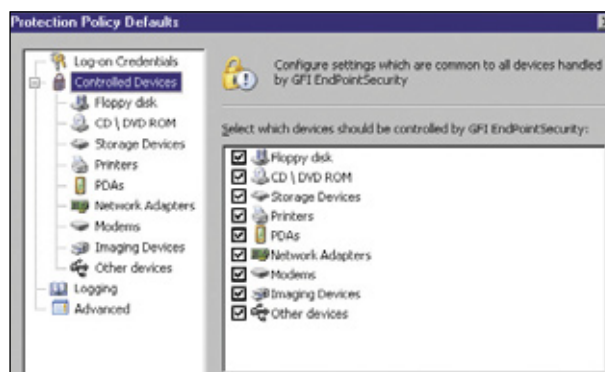 Protection Policy Defaults
Log-on Credentials
Controlled Devices
Floppy disk
CD \ DVD ROM
Storage Devices
Printers
PDAs
Network Adapters
Modems
Imaging Devices
Other devices
Logging
Advanced
Configure settings which are common to all devices handled
by GFI EndPointSecurity
Select which devices should be controlled by GFI EndPointSecurity:
Floppy disk
CD \ DVD ROM
Storage Devices
Printers
PDAs
Network Adapters
Modems
Imaging Devices
Other devices